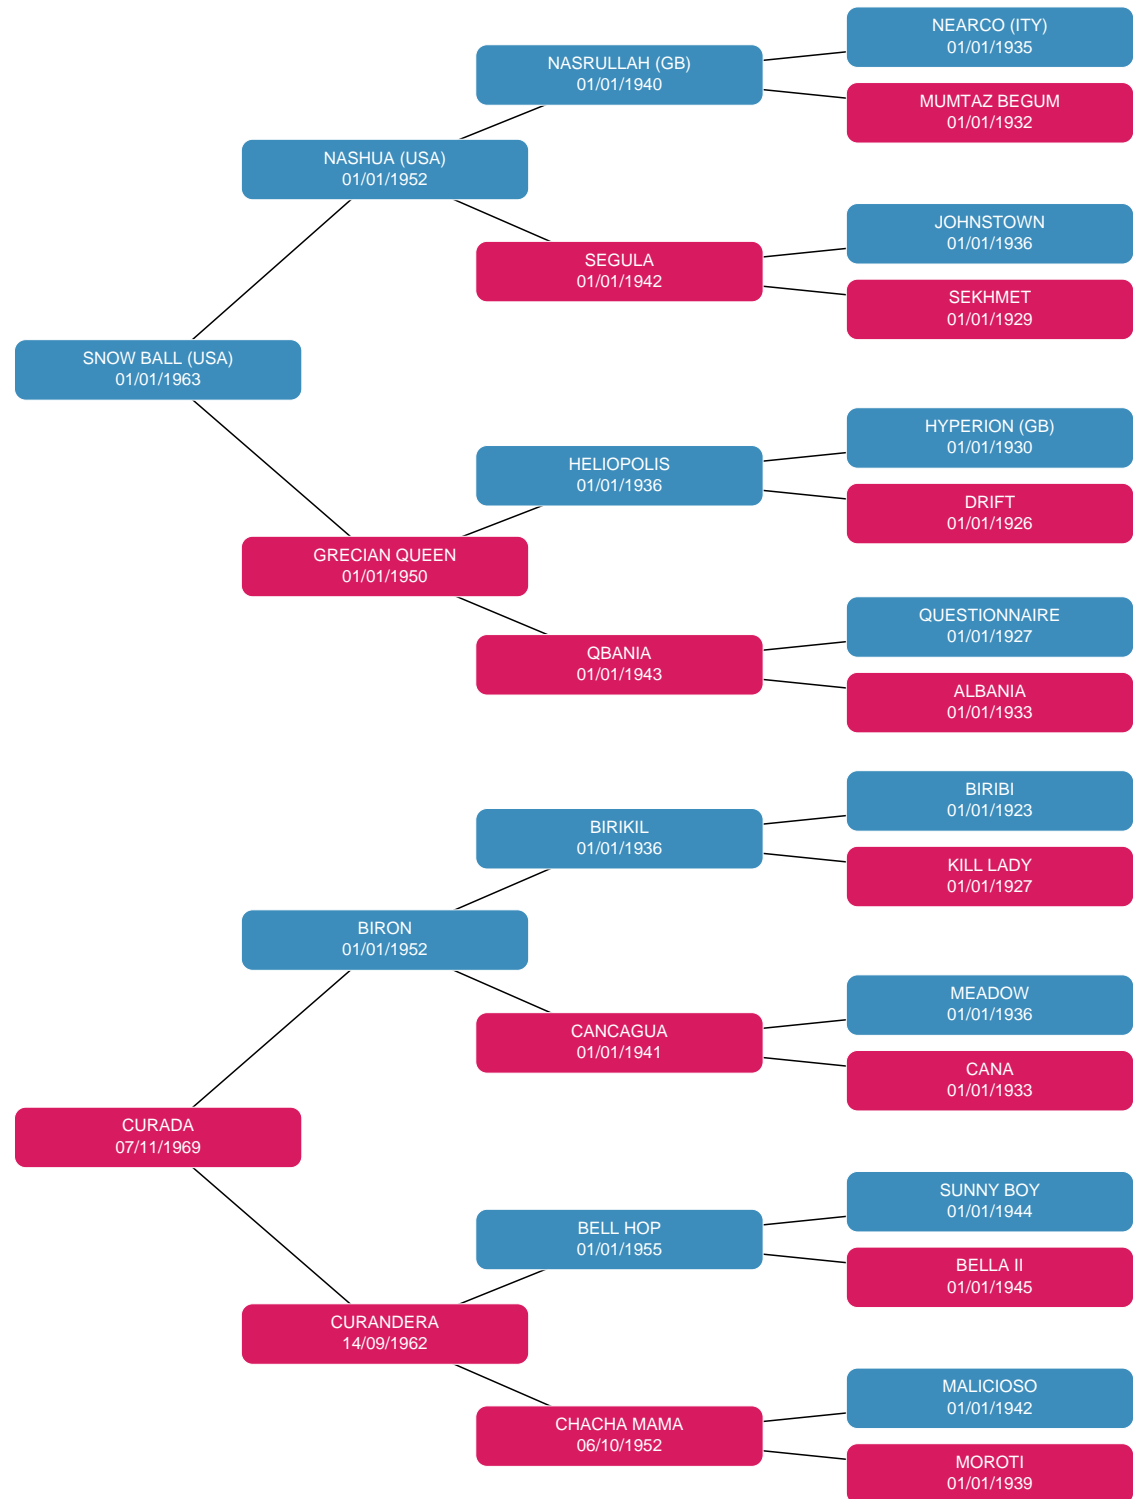 NEARCO (ITY)
01/01/1935
NASRULLAH (GB)
01/01/1940
MUMTAZ BEGUM
01/01/1932
NASHUA (USA)
01/01/1952
JOHNSTOWN
01/01/1936
SEGULA
01/01/1942
SEKHMET
01/01/1929
SNOW BALL (USA)
01/01/1963
HYPERION (GB)
01/01/1930
HELIOPOLIS
01/01/1936
DRIFT
01/01/1926
GRECIAN QUEEN
01/01/1950
QUESTIONNAIRE
01/01/1927
QBANIA
01/01/1943
ALBANIA
01/01/1933
BIRIBI
01/01/1923
BIRIKIL
01/01/1936
KILL LADY
01/01/1927
BIRON
01/01/1952
MEADOW
01/01/1936
CANCAGUA
01/01/1941
CANA
01/01/1933
CURADA
07/11/1969
SUNNY BOY
01/01/1944
BELL HOP
01/01/1955
BELLA II
01/01/1945
CURANDERA
14/09/1962
MALICIOSO
01/01/1942
CHACHA MAMA
06/10/1952
MOROTI
01/01/1939